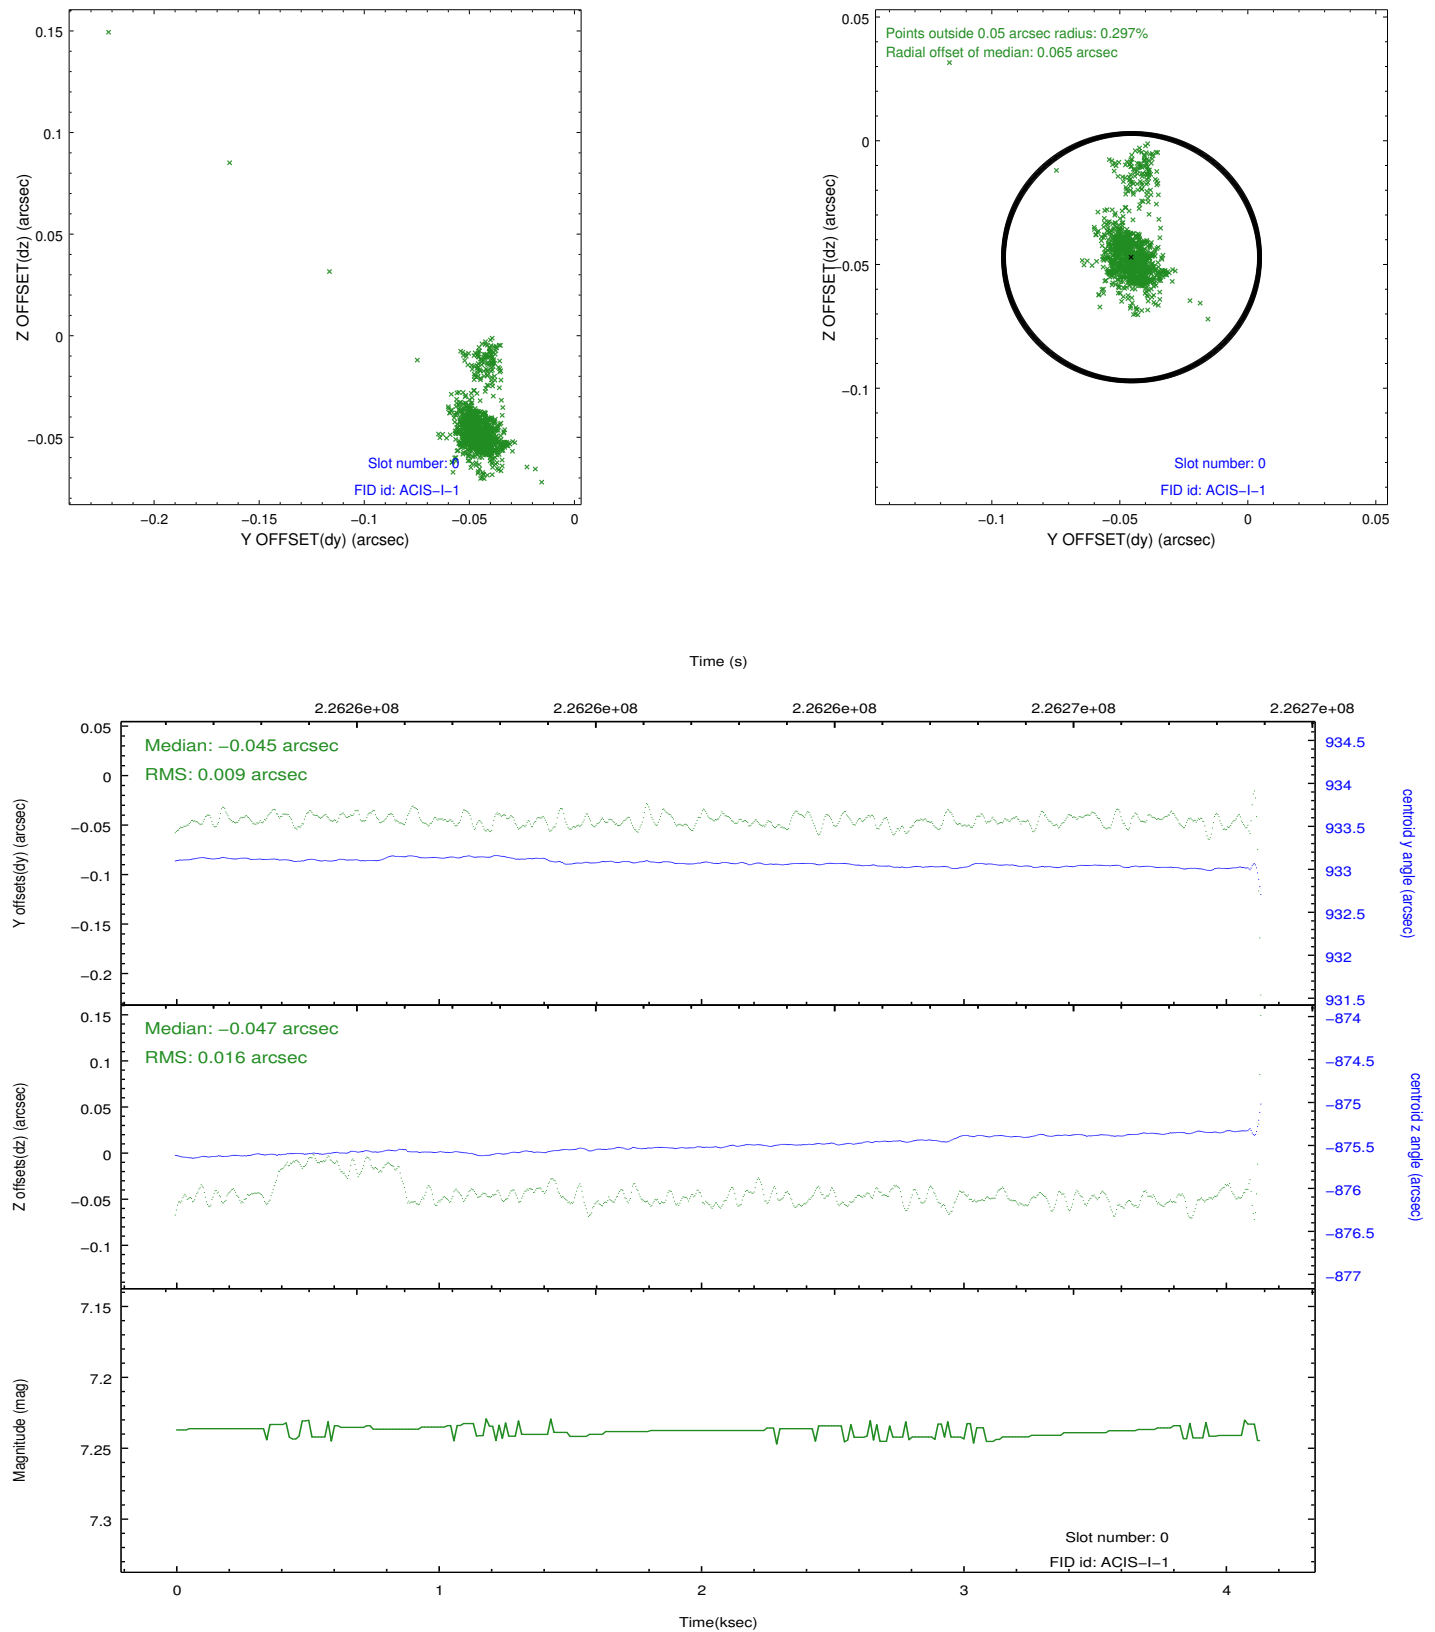 0.15
0.1
0.05
0
−0.05
Z OFFSET(dz) (arcsec)
Slot number: 0
FID id: ACIS−I−1
−0.2
−0.15
−0.1
−0.05
0
Y OFFSET(dy) (arcsec)
0.05
0
−0.05
−0.1
Z OFFSET(dz) (arcsec)
Points outside 0.05 arcsec radius: 0.297%
Radial offset of median: 0.065 arcsec
Slot number: 0
FID id: ACIS−I−1
−0.1
−0.05
0
0.05
Y OFFSET(dy) (arcsec)
Time (s)
2.2626e+08
2.2626e+08
2.2626e+08
2.2627e+08
2.2627e+08
0.05
0
−0.05
−0.1
−0.15
−0.2
Y offsets(dy) (arcsec)
Median: −0.045 arcsec
RMS: 0.009 arcsec
934.5
934
933.5
933
932.5
932
931.5
centroid y angle (arcsec)
0.15
0.1
0.05
0
−0.05
−0.1
Z offsets(dz) (arcsec)
Median: −0.047 arcsec
RMS: 0.016 arcsec
−874
−874.5
−875
−875.5
−876
−876.5
−877
centroid z angle (arcsec)
7.15
7.2
7.25
7.3
Magnitude (mag)
Slot number: 0
FID id: ACIS−I−1
0
1
2
3
4
Time(ksec)